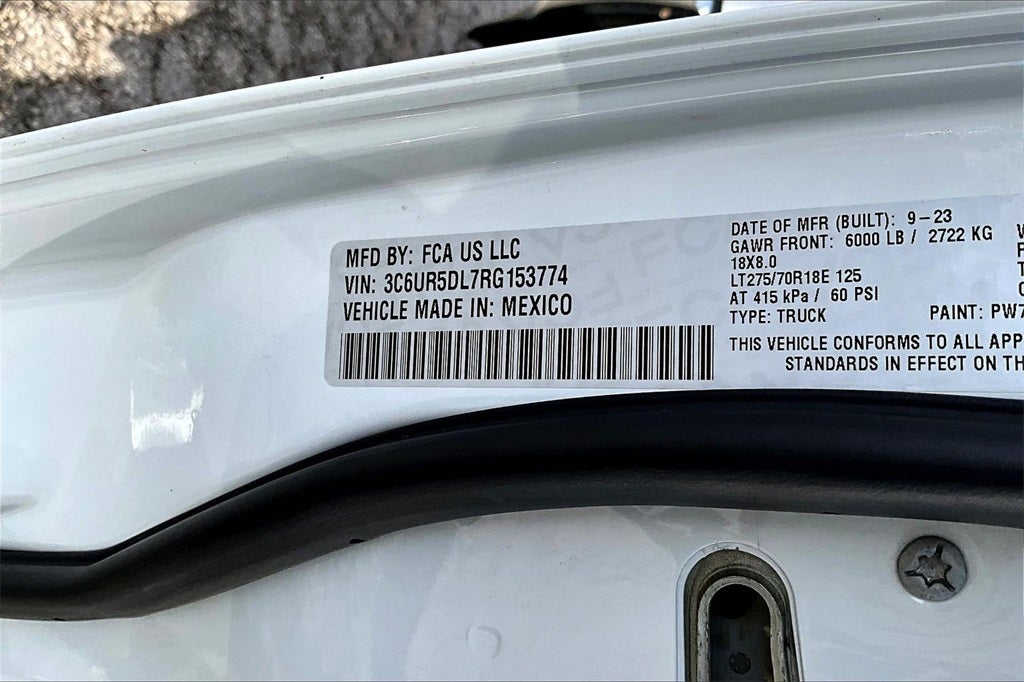 MFD BY: FCA US LLC
VIN: 3C6UR5DL7RG153774
VEHICLE MADE IN: MEXICO
DATE OF MFR (BUILT): 9-23
GAWR FRONT: 6000 LB / 2722 KG
18X8.0
LT275/70R18E 125
AT 415 kPa / 60 PSI
TYPE: TRUCK PAINT: PW7
THIS VEHICLE CONFORMS TO ALL APP
STANDARDS IN EFFECT ON TH